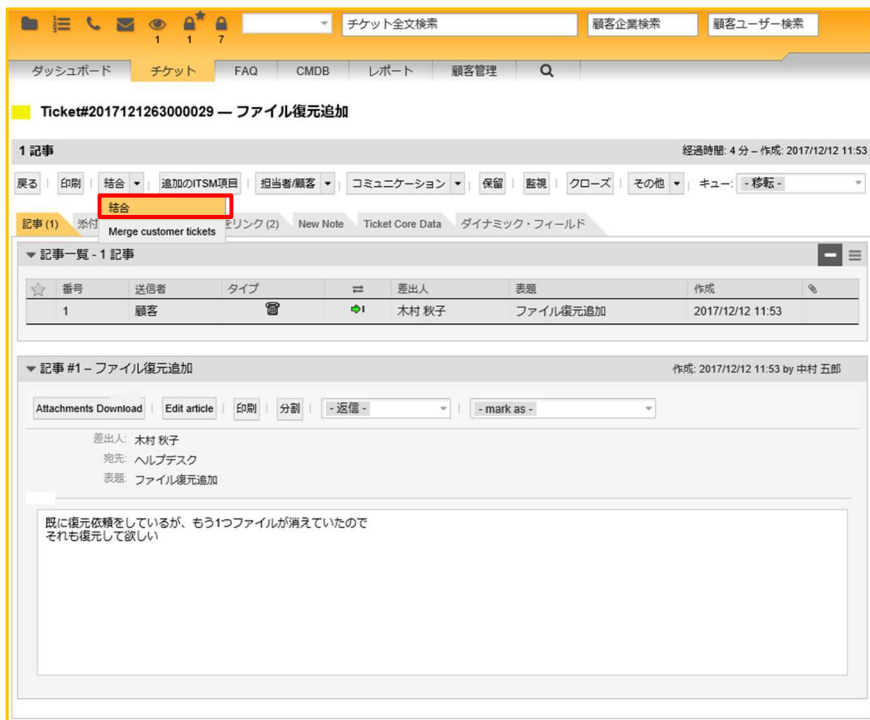 チケット全文検索 顧客企業検索 顧客ユーザー検索
1 1 7
ダッシュボード チケット FAQ CMDB レポート 顧客管理
Ticket#2017121263000029 — ファイル復元追加
1 記事 経過時間: 4 分 – 作成: 2017/12/12 11:53
戻る 印刷 結合 追加のITSM項目 担当者/顧客 コミュニケーション 保留 監視 クローズ その他 キュー: - 移転 -
結合
記事 (1) 添付 をリンク (2) New Note Ticket Core Data ダイナミック・フィールド
Merge customer tickets
記事一覧 - 1 記事
番号 送信者 タイプ 差出人 表題 作成
1 顧客 木村 秋子 ファイル復元追加 2017/12/12 11:53
記事 #1 – ファイル復元追加 作成: 2017/12/12 11:53 by 中村 五郎
Attachments Download Edit article 印刷 分割 - 返信 - - mark as -
差出人: 木村 秋子
宛先: ヘルプデスク
表題: ファイル復元追加
既に復元依頼をしているが、もう1つファイルが消えていたので
それも復元して欲しい